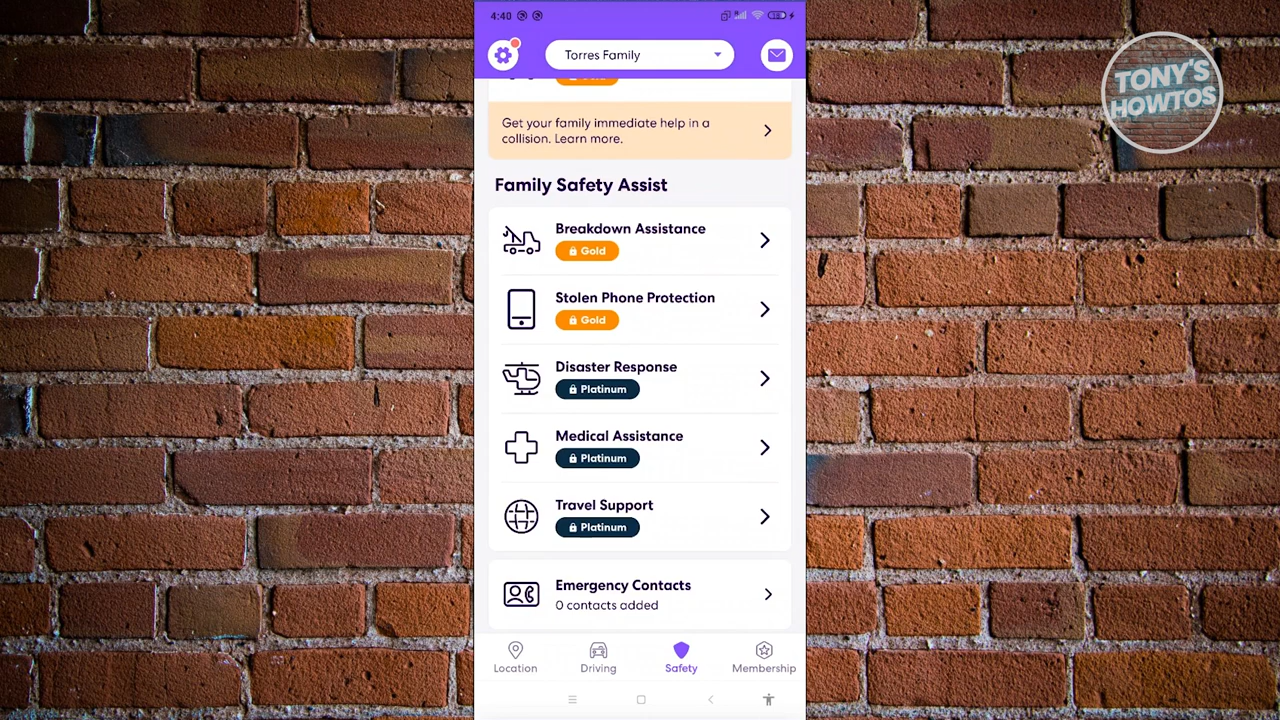 4:40
Torres Family
TONY'S
HOWTOS
Get your family immediate help in a
collision. Learn more.
Family Safety Assist
Breakdown Assistance
Gold
Stolen Phone Protection
Gold
Disaster Response
Platinum
Medical Assistance
Platinum
Travel Support
Platinum
Emergency Contacts
0 contacts added
Location
Driving
Safety
Membership